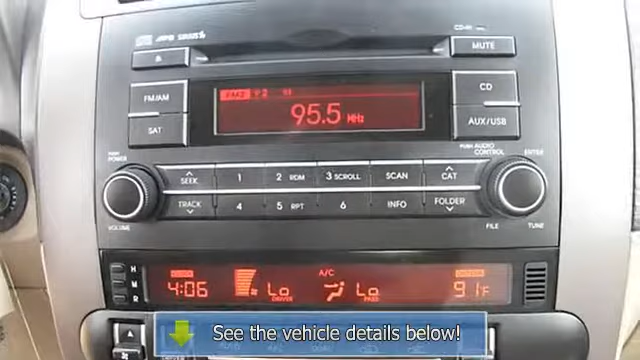 MP3 SIRIUS
CD-IN
MUTE
FM/AM
CD
FM2
95.5 MHz
SAT
AUX/USB
PUSH POWER
PUSH AUDIO CONTROL
ENTER
SEEK 1 2 RDM 3 SCROLL SCAN CAT
TRACK 4 5 RPT 6 INFO FOLDER
VOLUME
FILE
TUNE
H
M
R
A/C
4:06 Lo DRIVER Lo PASS 91°F
See the vehicle details below!